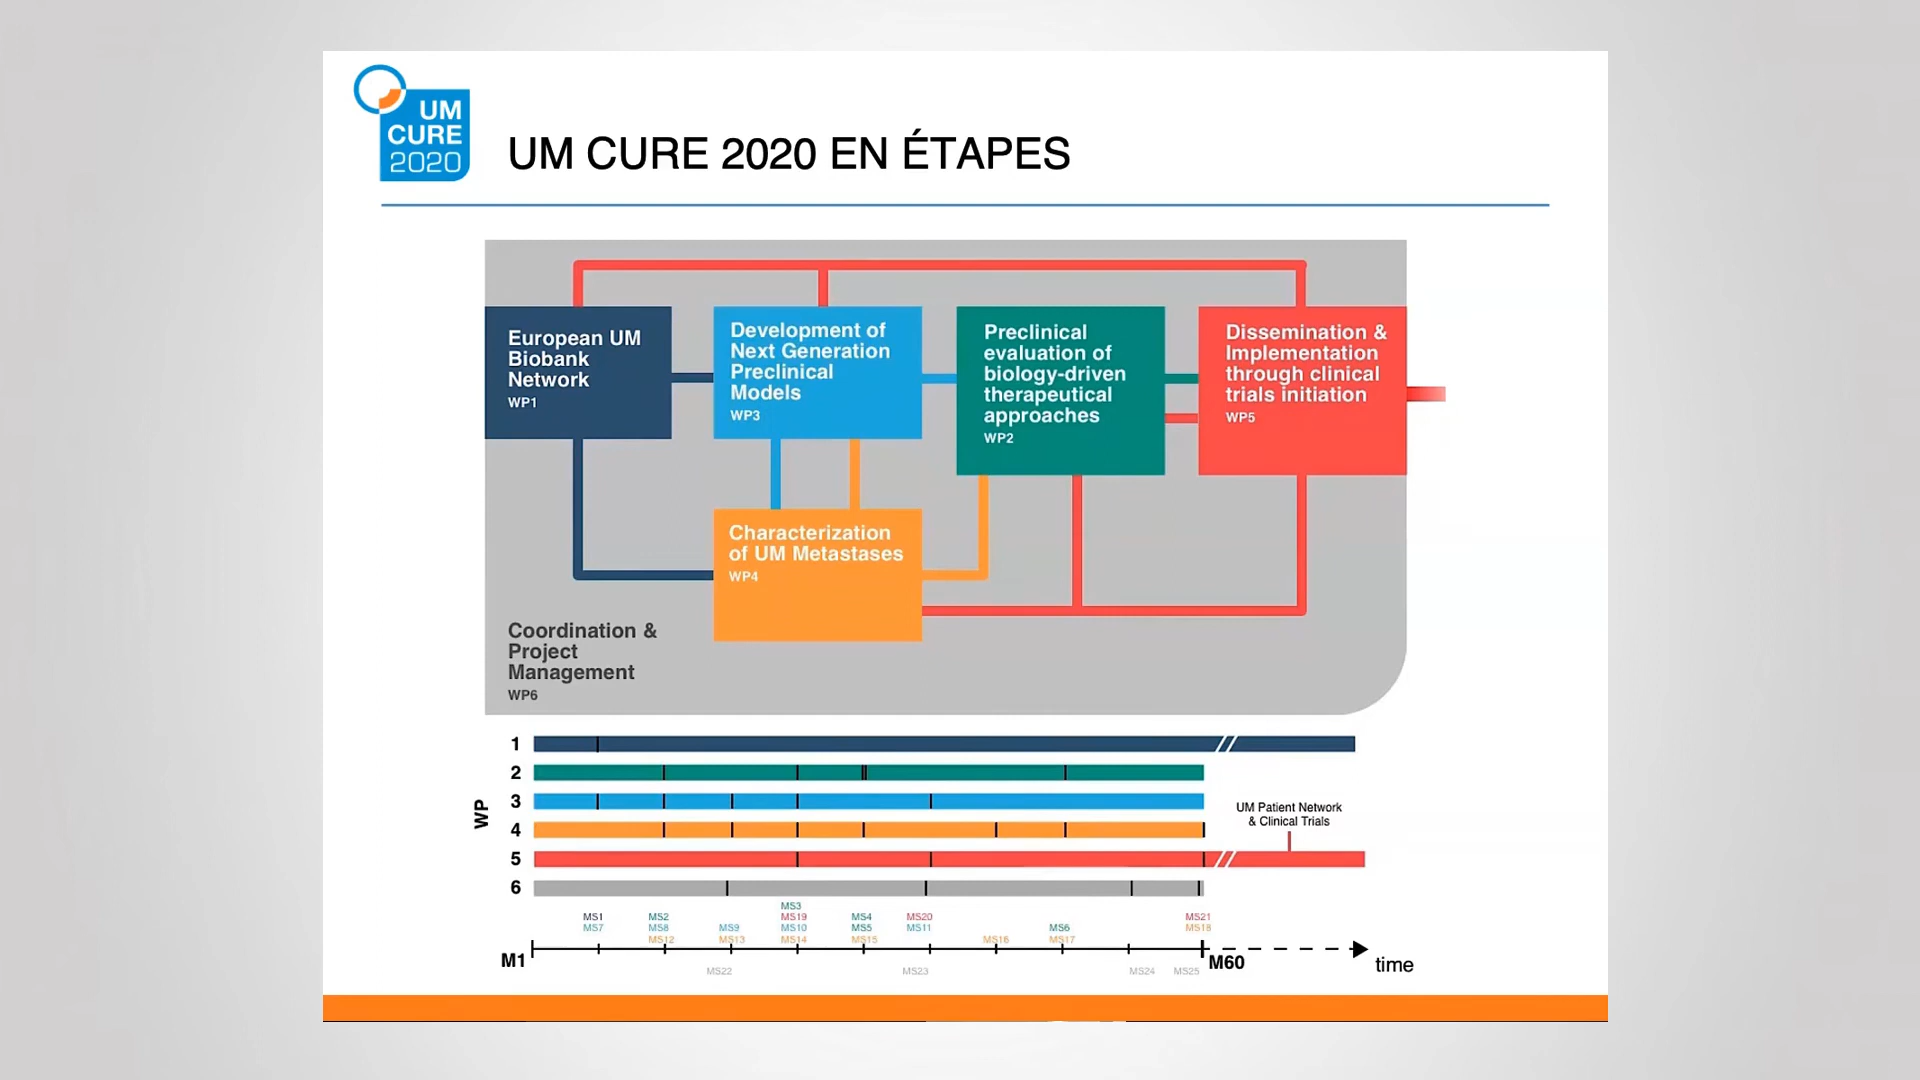 UM
CURE
2020
UM CURE 2020 EN ÉTAPES
European UM
Biobank
Network
WP1
Development of
Next Generation
Preclinical
Models
WP3
Preclinical
evaluation of
biology-driven
therapeutical
approaches
WP2
Dissemination &
Implementation
through clinical
trials initiation
WP5
Characterization
of UM Metastases
WP4
Coordination &
Project
Management
WP6
WP
1
2
3
4
5
6
UM Patient Network
& Clinical Trials
MS3
MS1 MS2 MS19 MS4 MS20 MS21
MS7 MS8 MS9 MS10 MS5 MS11 MS6 MS18
MS12 MS13 MS14 MS15 MS16 MS17
M1 M60 time
MS22 MS23 MS24 MS25